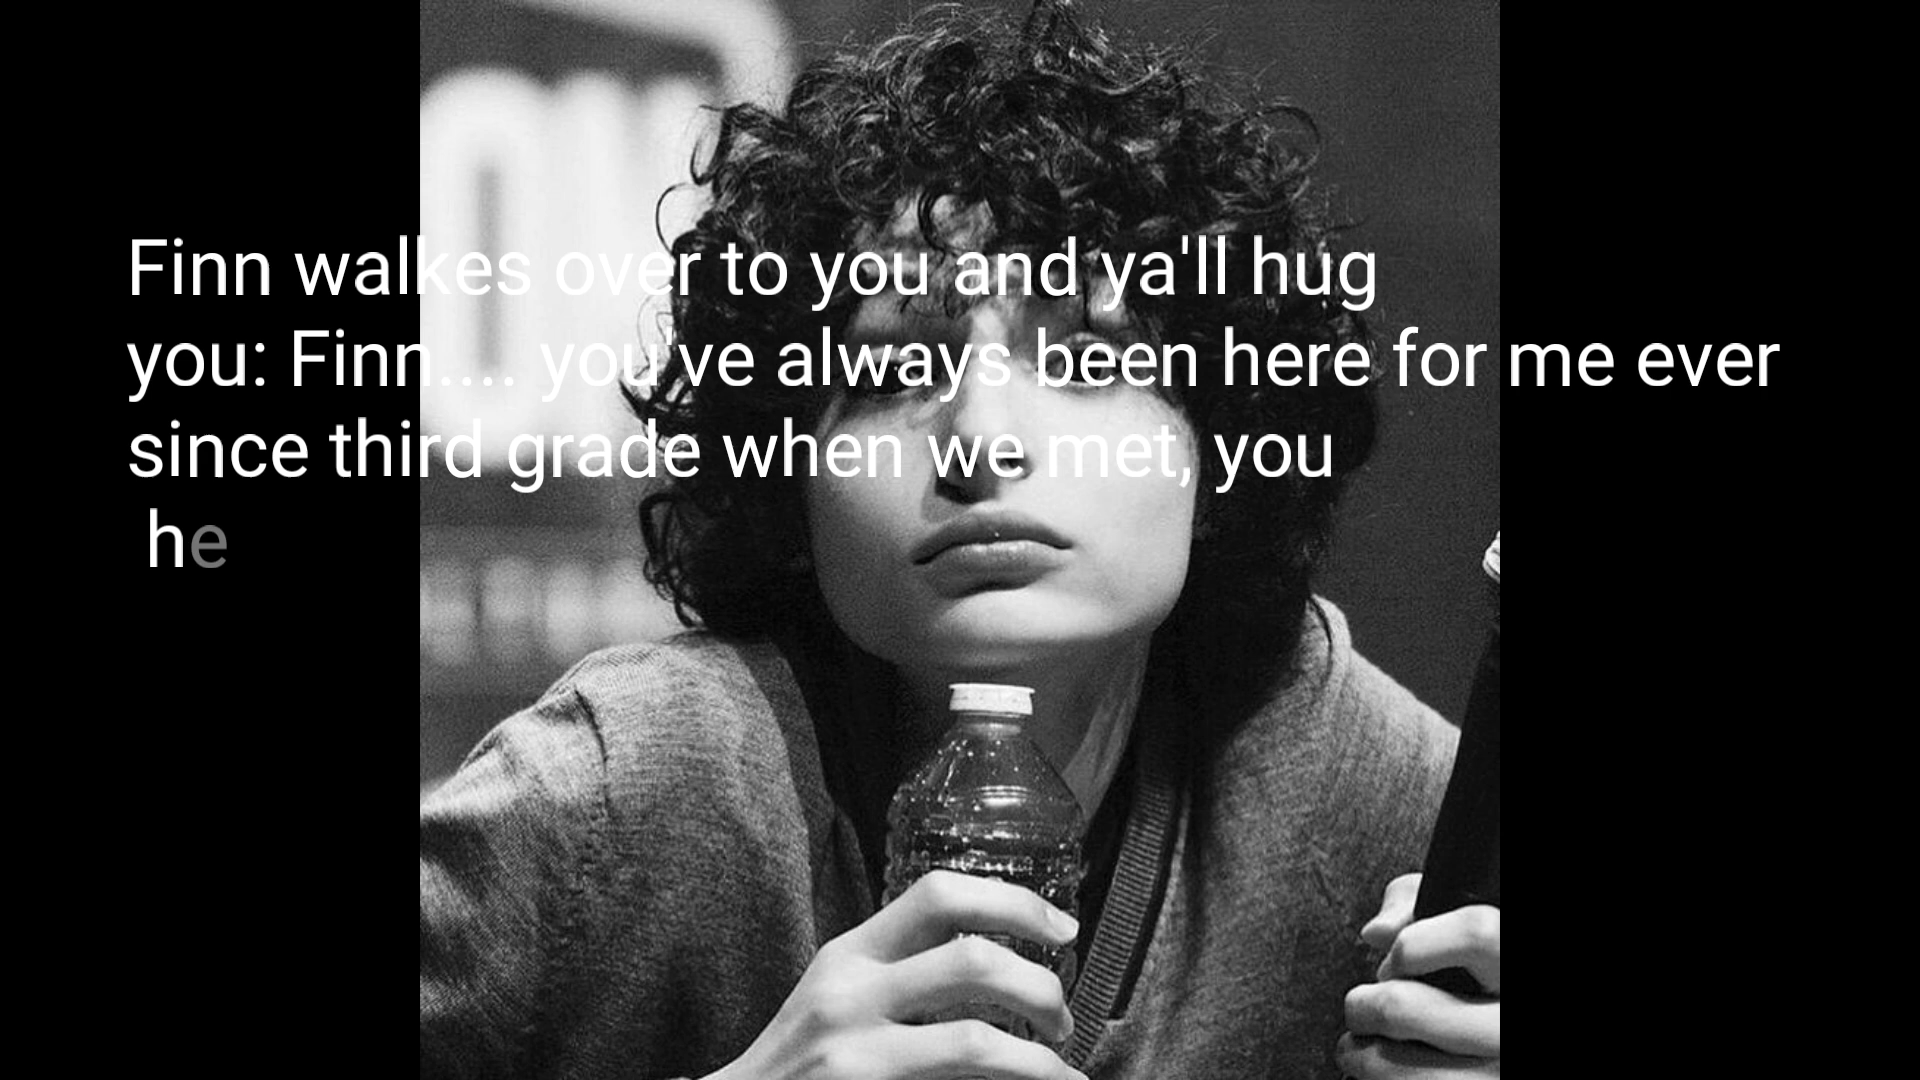 Finn walkes over to you and ya'll hug
you: Finn.... you've always been here for me ever
since third grade when we met, you
he